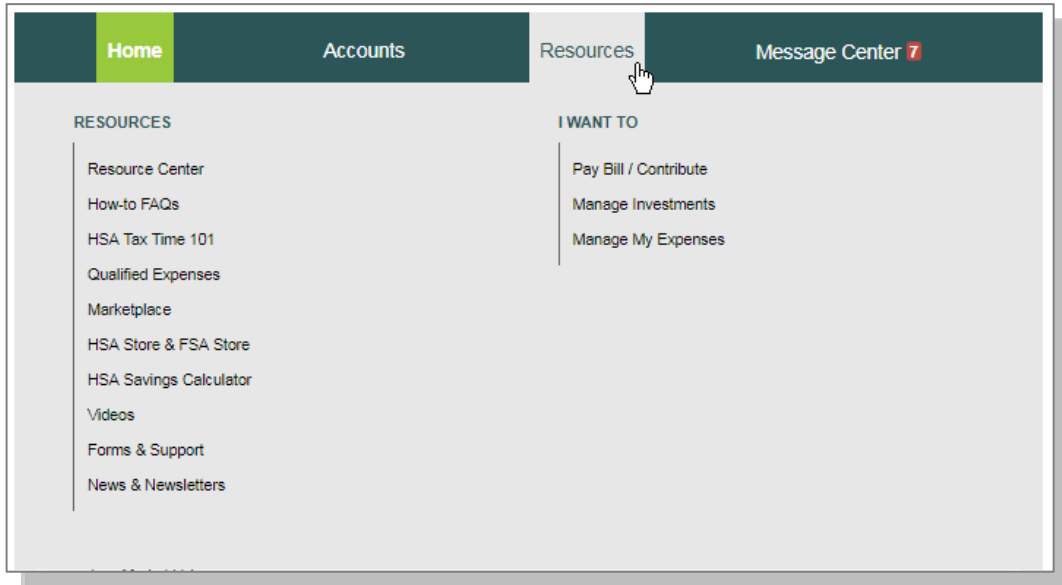 Home Accounts Resources Message Center 7
RESOURCES
Resource Center
How-to FAQs
HSA Tax Time 101
Qualified Expenses
Marketplace
HSA Store & FSA Store
HSA Savings Calculator
Videos
Forms & Support
News & Newsletters
I WANT TO
Pay Bill / Contribute
Manage Investments
Manage My Expenses